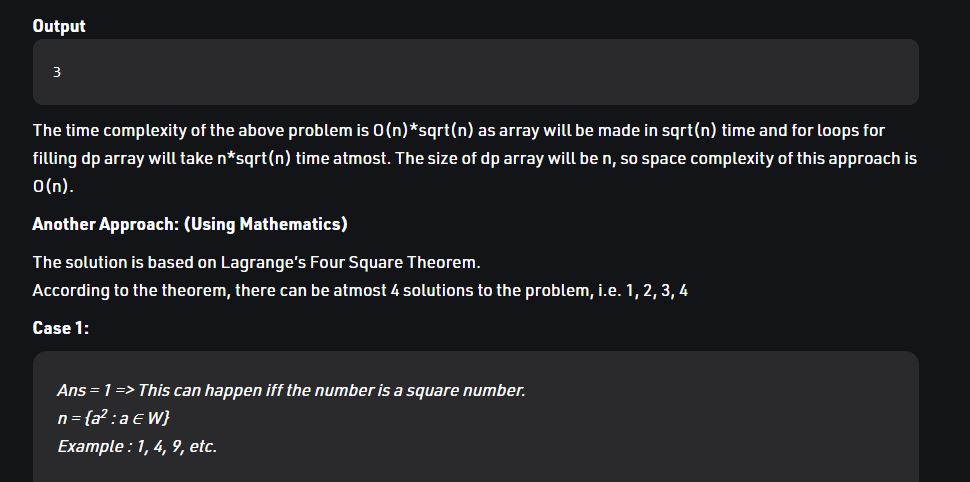 Output
3
The time complexity of the above problem is O(n)*sqrt(n) as array will be made in sqrt(n) time and for loops for
filling dp array will take n*sqrt(n) time atmost. The size of dp array will be n, so space complexity of this approach is
O(n).
Another Approach: (Using Mathematics)
The solution is based on Lagrange's Four Square Theorem.
According to the theorem, there can be atmost 4 solutions to the problem, i.e. 1, 2, 3, 4
Case 1:
Ans = 1 => This can happen iff the number is a square number.
n = {a² : a ∈ W}
Example : 1, 4, 9, etc.